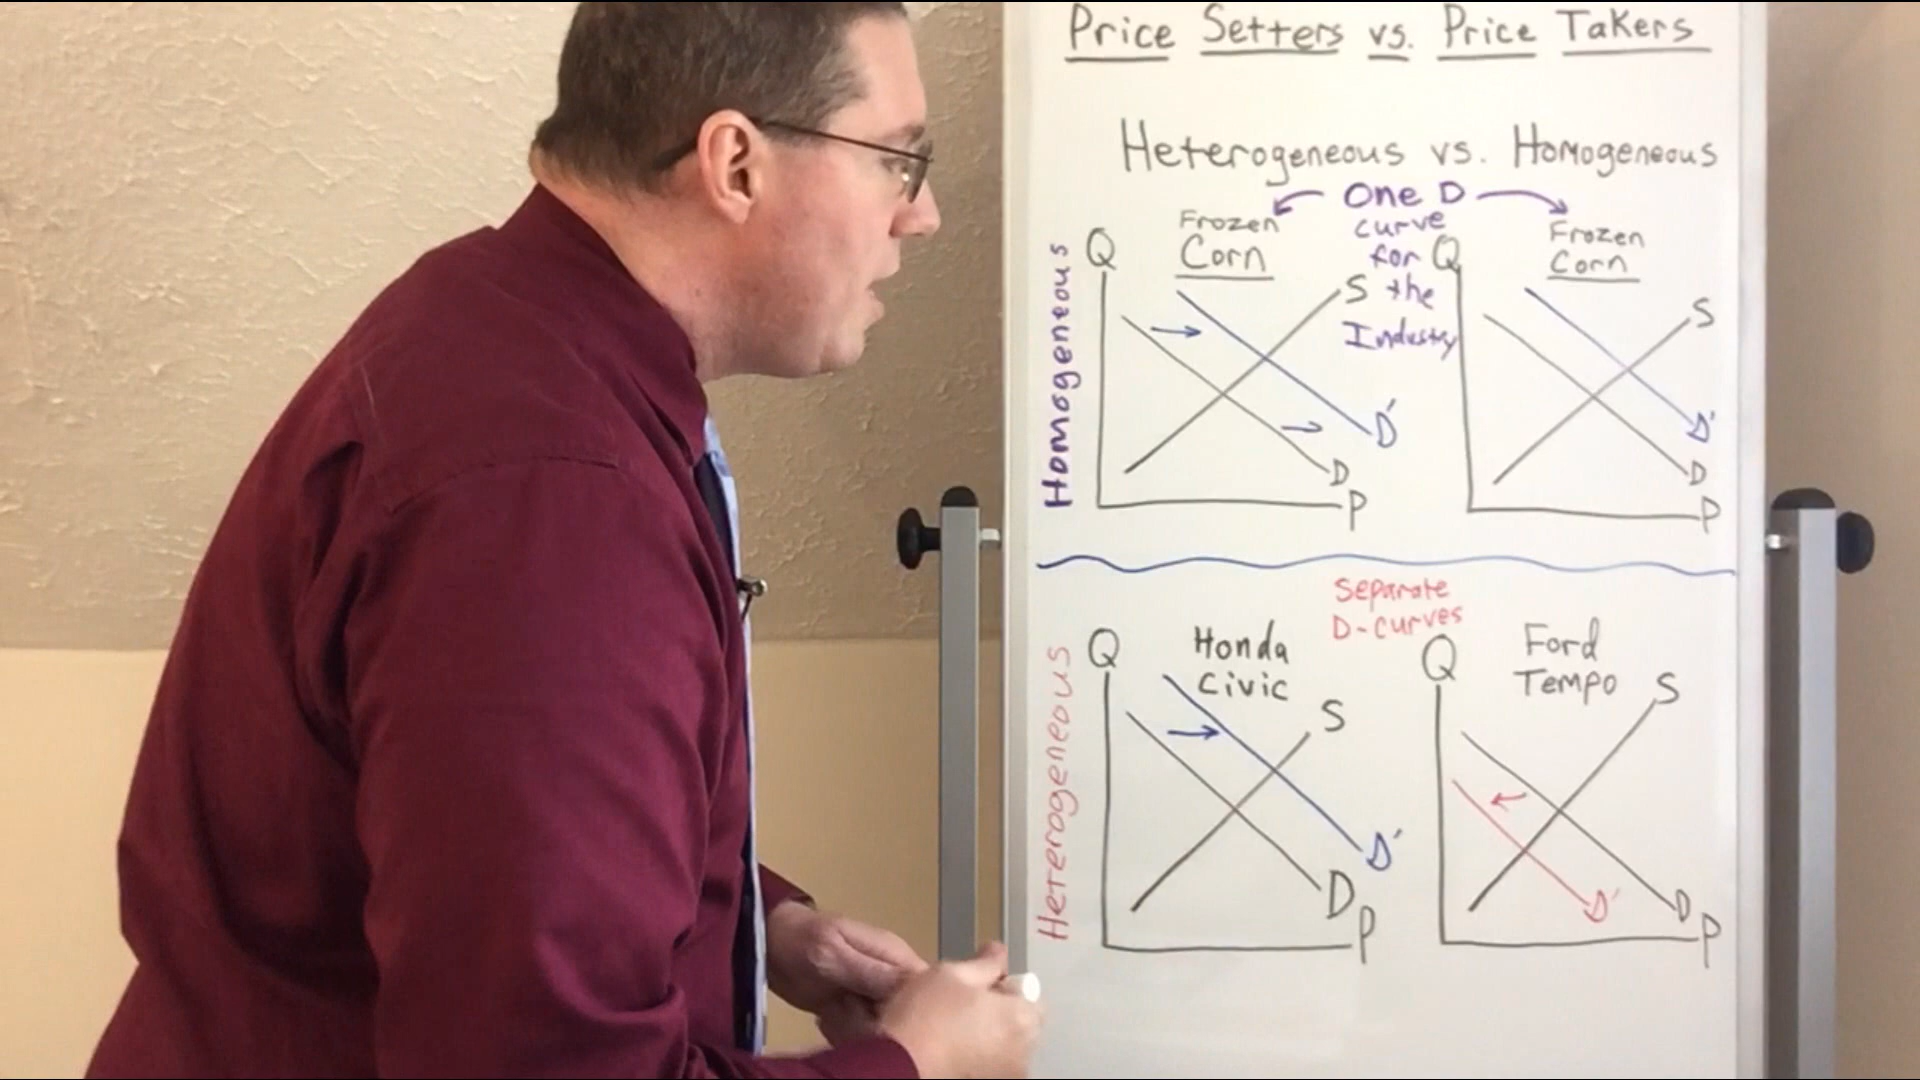 Price Setters vs. Price Takers
Heterogeneous vs. Homogeneous
One D
curve
for
the
Industry
Homogeneous
Q
Frozen
Corn
S
D'
D
P
Q
Frozen
Corn
S
D'
D
P
Separate
D-curves
Heterogeneous
Q
Honda
Civic
S
D'
D
P
Q
Ford
Tempo
S
D'
D
P